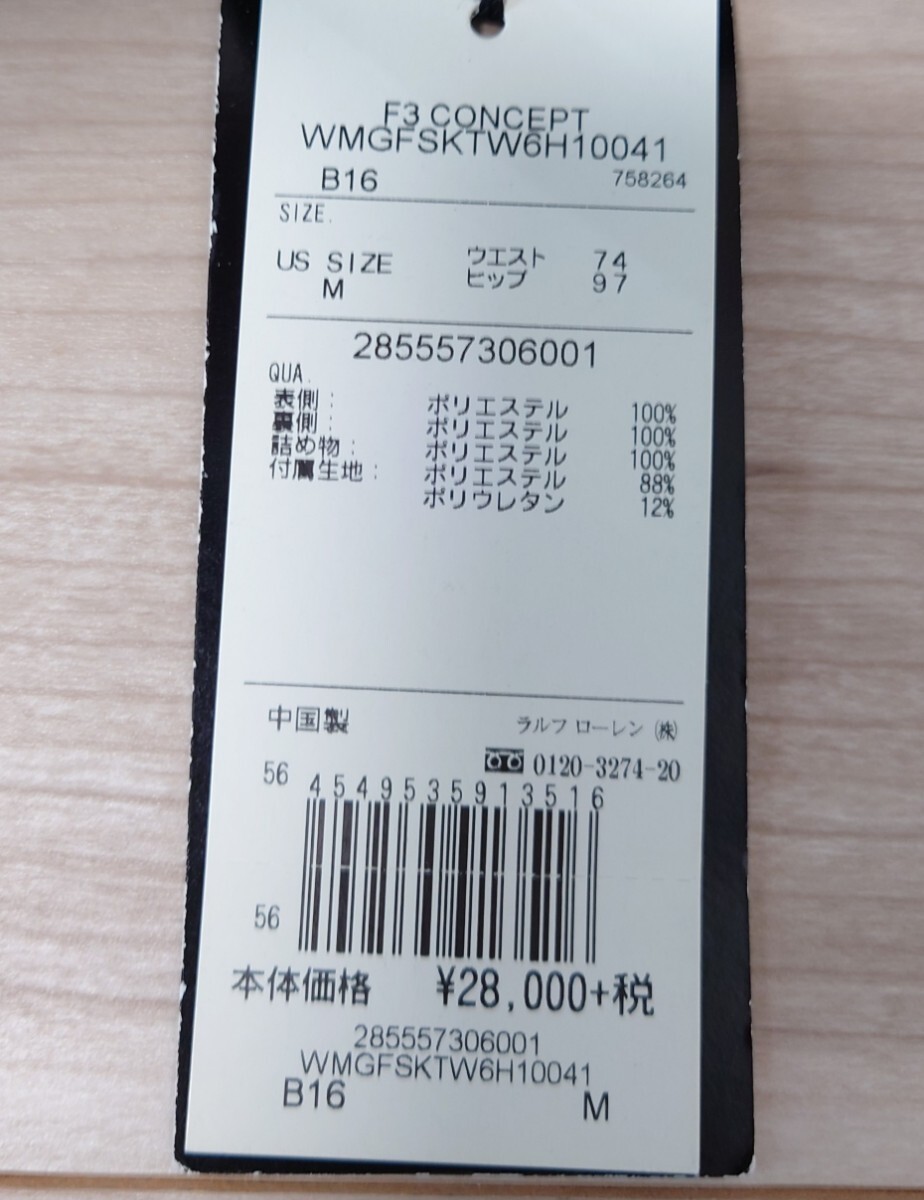 F3 CONCEPT
WMGFSKTW6H10041
B16 758264
SIZE.
US SIZE ウエスト 74
M ヒップ 97
285557306001
QUA.
表側: ポリエステル 100%
裏側: ポリエステル 100%
詰め物: ポリエステル 100%
付属生地: ポリエステル 88%
ポリウレタン 12%
中国製 ラルフ ローレン ㈱
0120-3274-20
56 4549535913516
56
本体価格 ¥28,000+税
285557306001
WMGFSKTW6H10041
B16 M